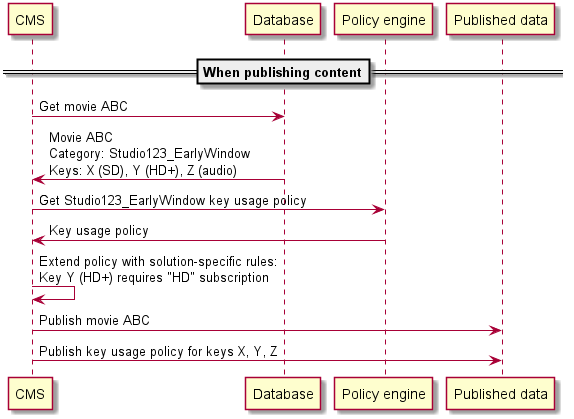 CMS
Database
Policy engine
Published data
When publishing content
Get movie ABC
Movie ABC
Category: Studio123_EarlyWindow
Keys: X (SD), Y (HD+), Z (audio)
Get Studio123_EarlyWindow key usage policy
Key usage policy
Extend policy with solution-specific rules:
Key Y (HD+) requires "HD" subscription
Publish movie ABC
Publish key usage policy for keys X, Y, Z
CMS
Database
Policy engine
Published data